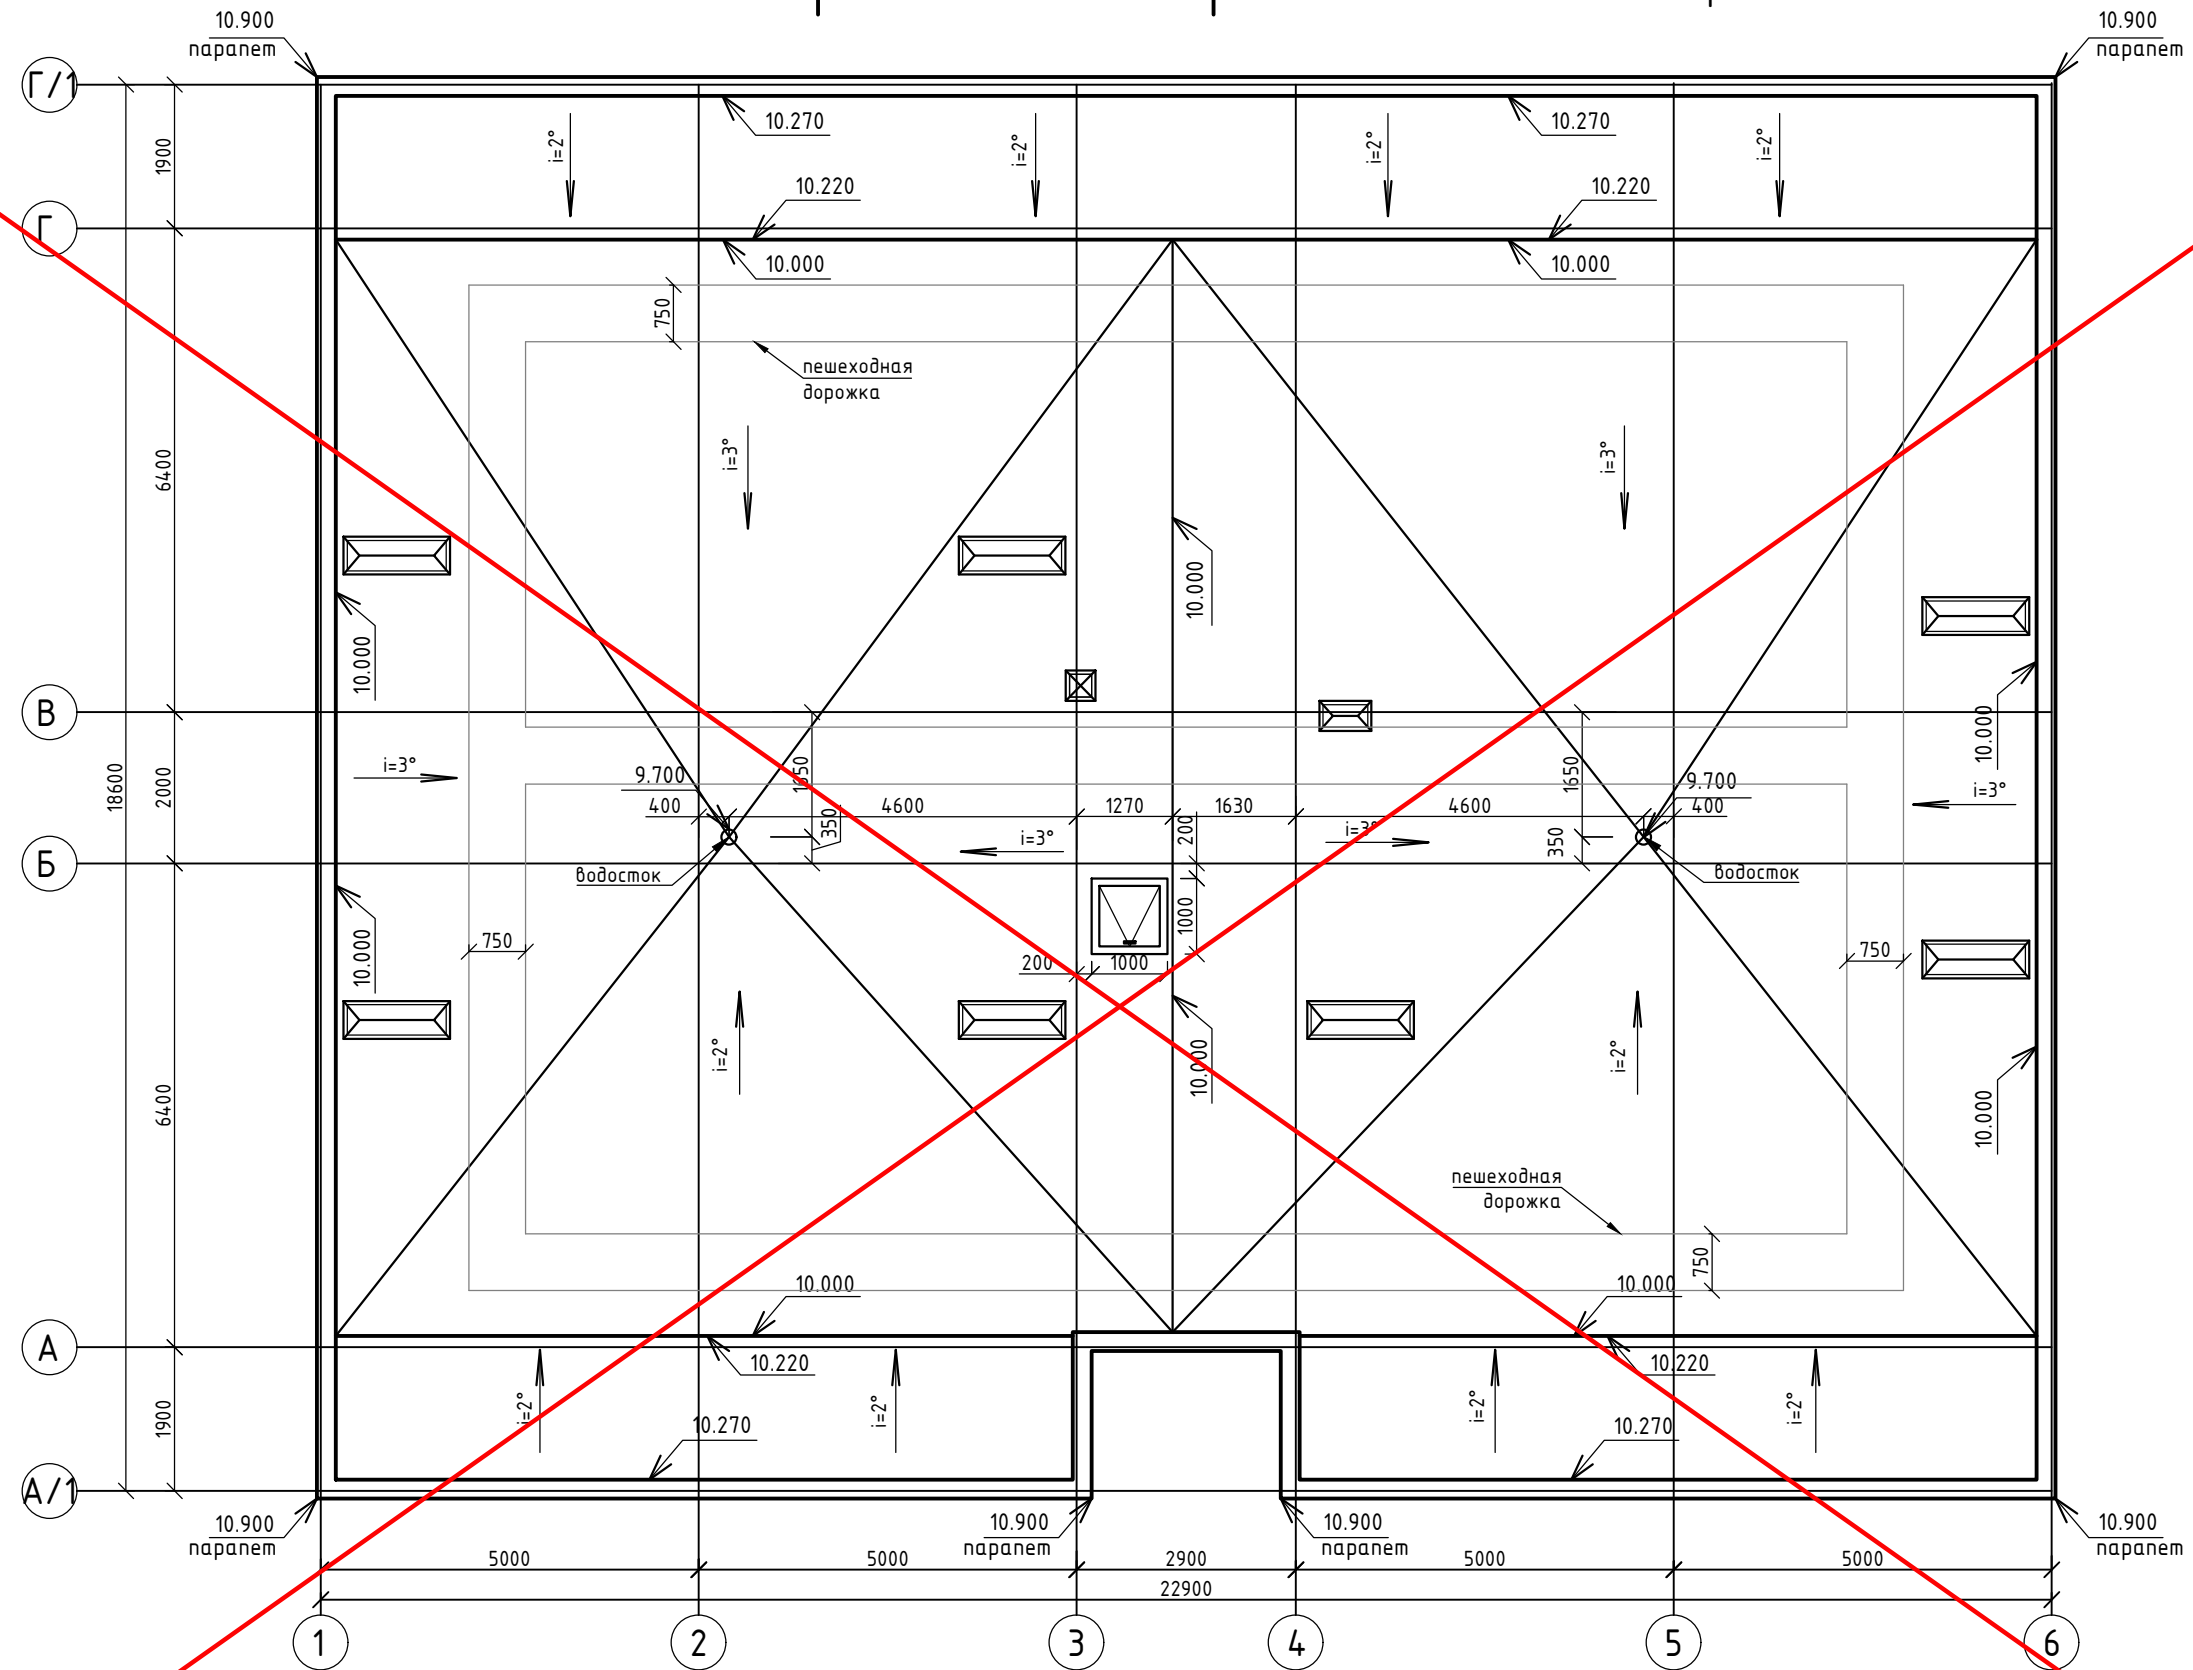 10.900
парапет
10.900
парапет
Г/1
10.270
10.270
i=2°
i=2°
i=2°
i=2°
1900
10.220
10.220
Г
10.000
10.000
750
пешеходная
дорожка
i=3°
i=3°
6400
10.000
10.000
10.000
В
18600
2000
i=3°
9.700
1650
1650
9.700
i=3°
400
4600
1270
1630
4600
400
350
200
i=3°
i=3°
350
Б
водосток
водосток
10.000
750
1000
750
200
1000
i=2°
10.000
i=2°
10.000
6400
пешеходная
дорожка
750
10.000
10.000
А
10.220
10.220
i=2°
i=2°
i=2°
i=2°
1900
10.270
10.270
А/1
10.900
парапет
10.900
парапет
10.900
парапет
10.900
парапет
5000
5000
2900
5000
5000
22900
1
2
3
4
5
6